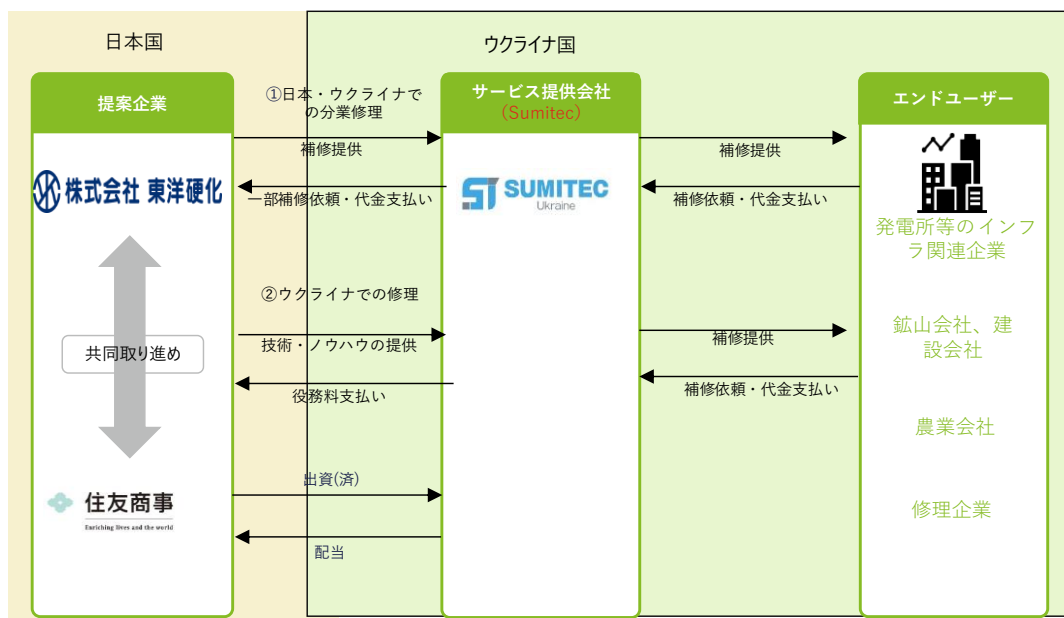 日本国
ウクライナ国
提案企業
①日本・ウクライナで
の分業修理
サービス提供会社
(Sumitec)
エンドユーザー
補修提供
補修提供
株式会社 東洋硬化
一部補修依頼・代金支払い
SUMITEC
Ukraine
補修依頼・代金支払い
発電所等のインフ
ラ関連企業
②ウクライナでの修理
共同取り進め
技術・ノウハウの提供
補修提供
鉱山会社、建
設会社
役務料支払い
補修依頼・代金支払い
農業会社
出資(済)
住友商事
Enriching lives and the world
修理企業
配当